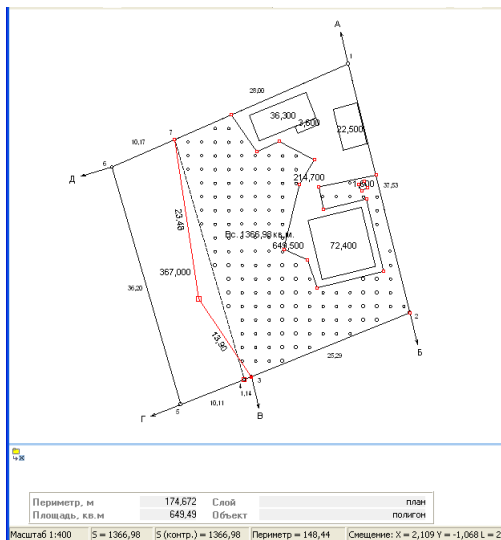 А
1
28,00
36,300
3,600
22,500
7
10,17
6
Д
214,700
37,53
23,48
Вс. 1366,98 кв.м.
649,500
72,400
367,000
36,20
13,90
2
25,29
Б
4
3
1,14
10,11
5
Г
В
Периметр, м 174,672 Слой план
Площадь, кв.м 649,49 Объект полигон
Масштаб 1:400 S = 1366,98 S (контр.) = 1366,98 Периметр = 148,44 Смещение: X = 2,109 Y = -1,068 L = 2